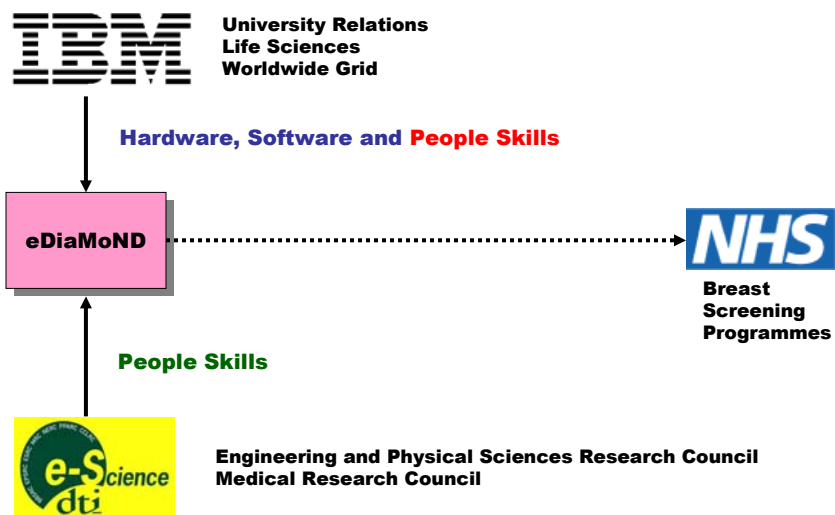 IBM
University Relations
Life Sciences
Worldwide Grid
Hardware, Software and People Skills
eDiaMoND
NHS
Breast
Screening
Programmes
People Skills
e-Science
dti
Engineering and Physical Sciences Research Council
Medical Research Council